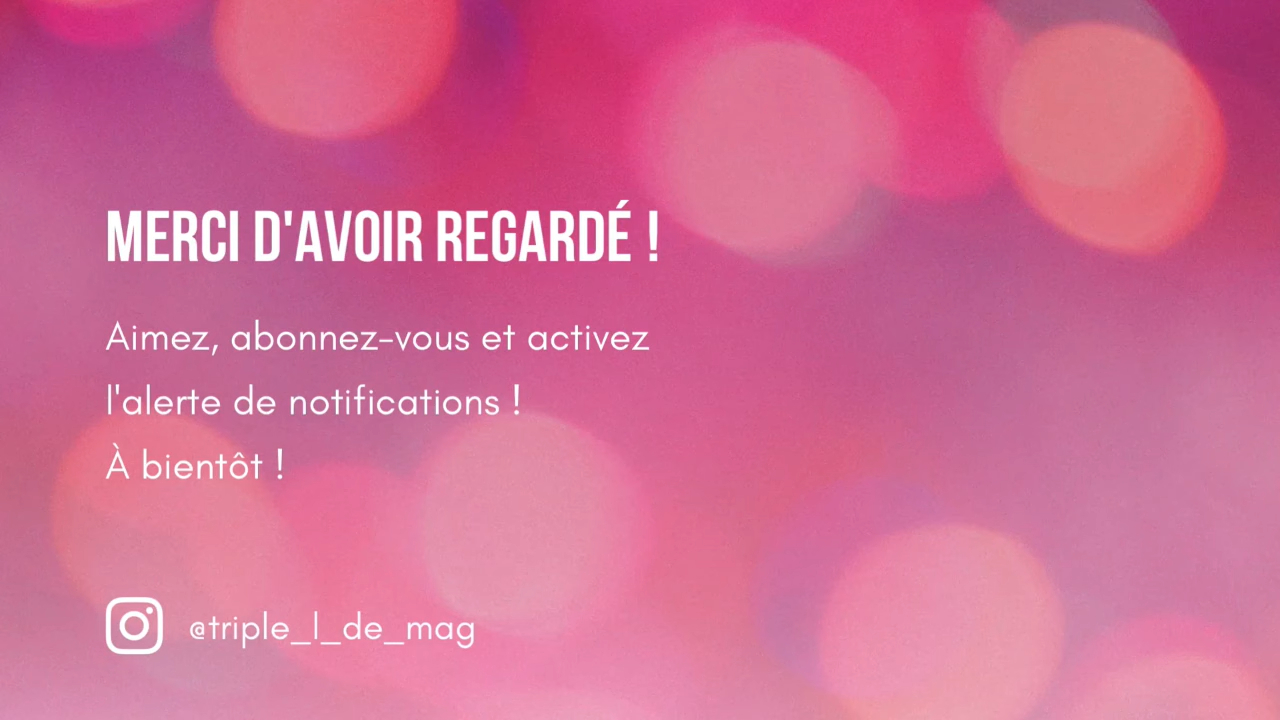 MERCI D'AVOIR REGARDÉ !
Aimez, abonnez-vous et activez
l'alerte de notifications !
À bientôt !
@triple_l_de_mag